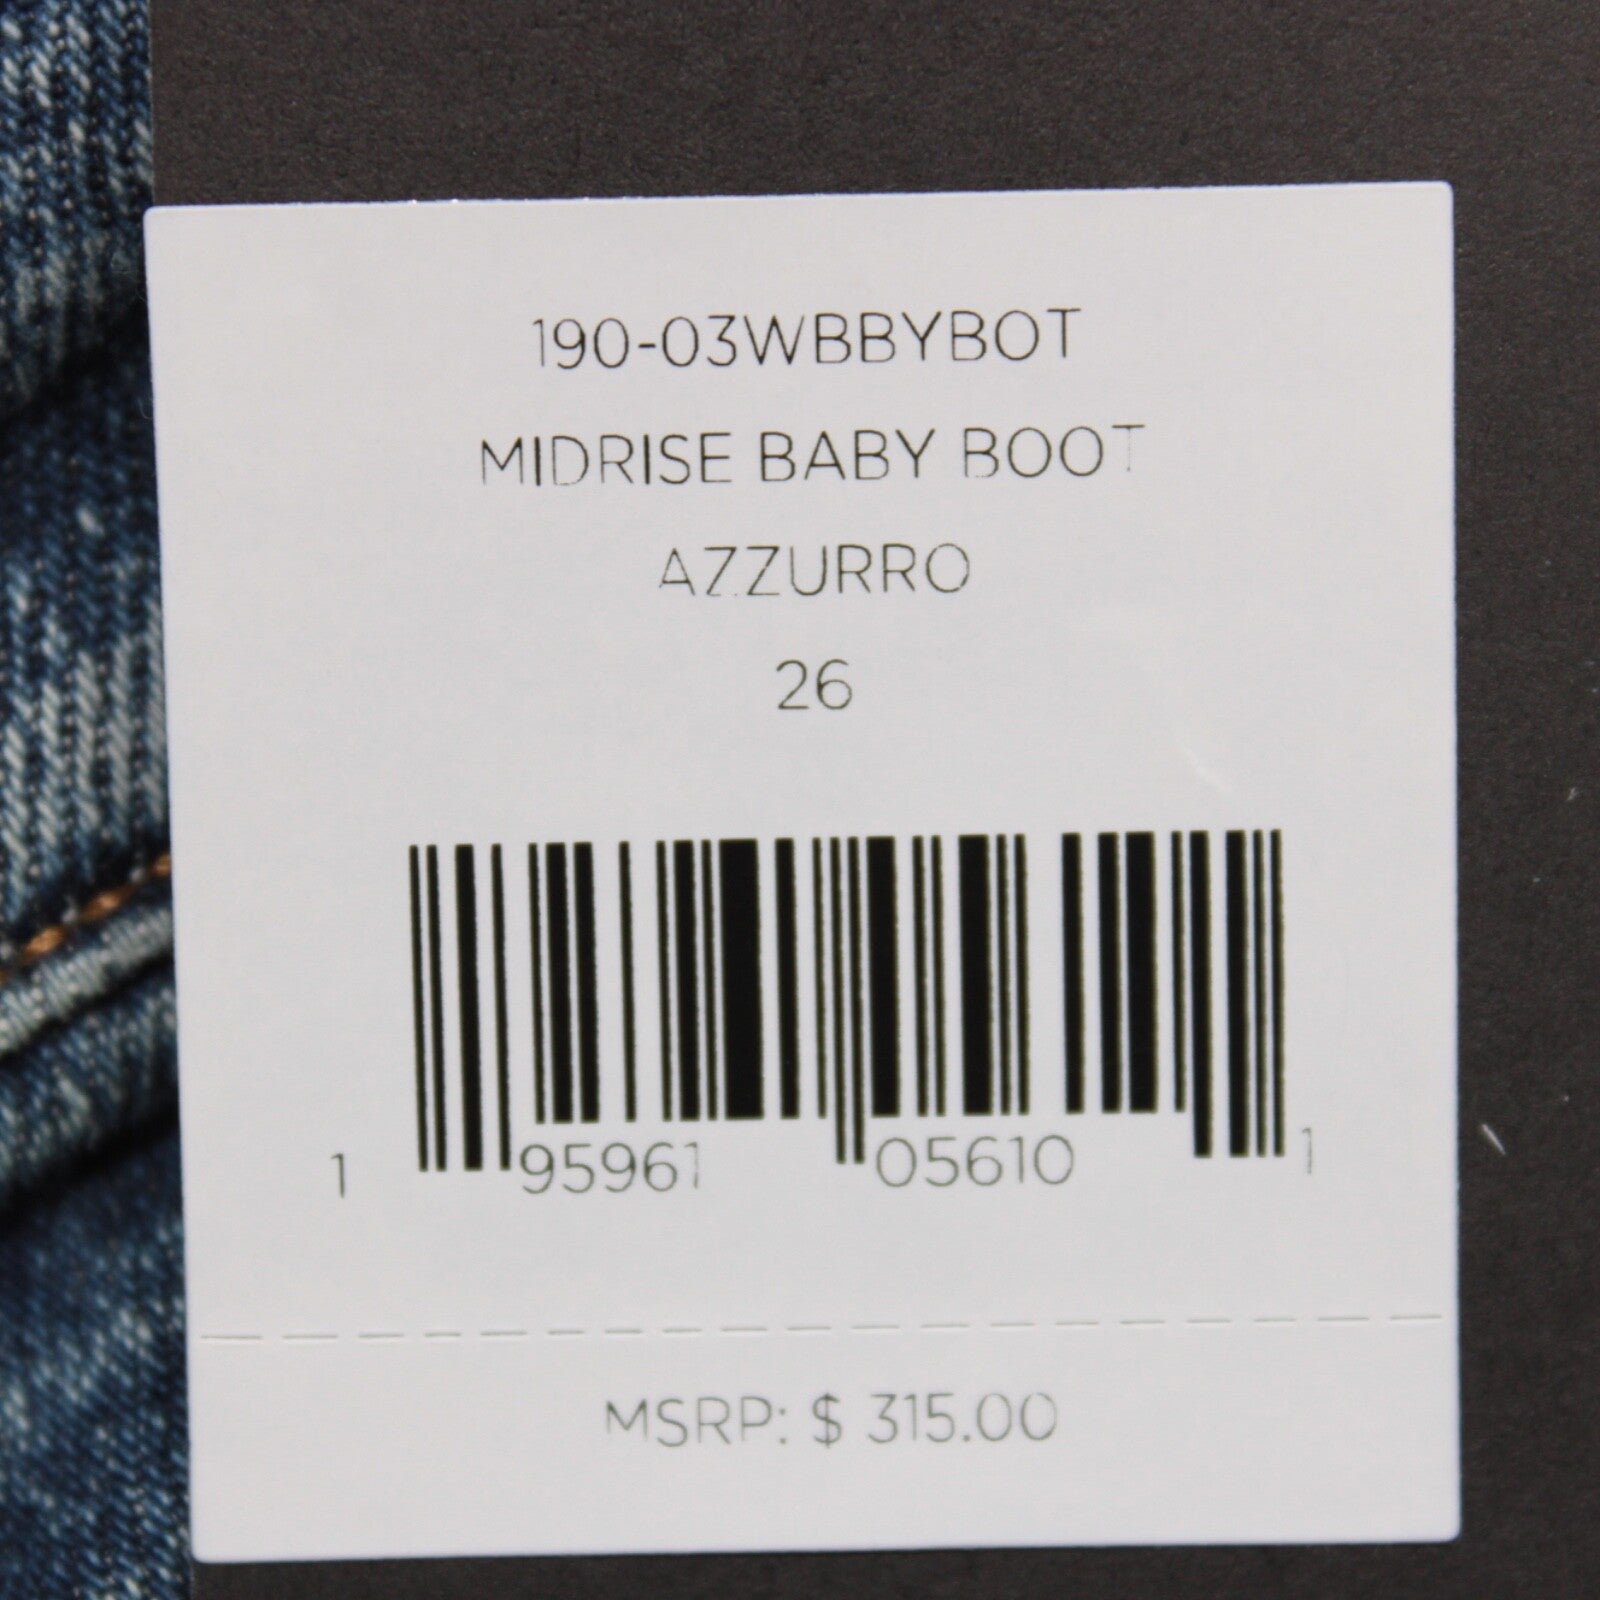 190-03WBBYBOT
MIDRISE BABY BOOT
AZZURRO
26
1 95961 05610 1
MSRP: $ 315.00